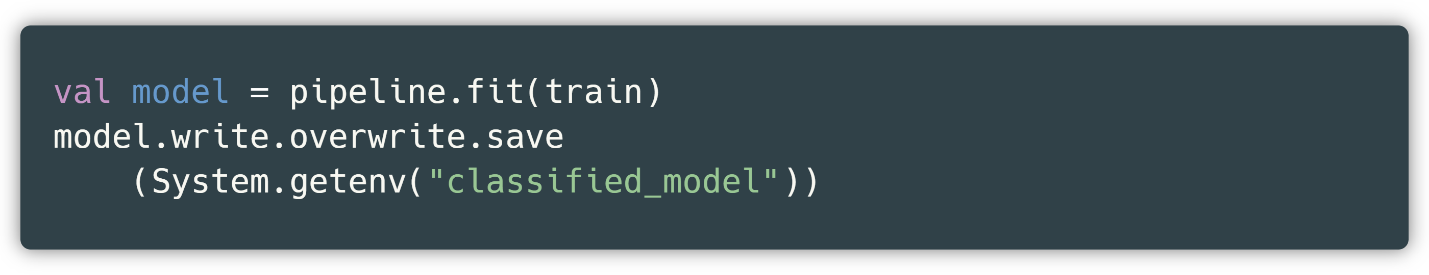 val model = pipeline.fit(train)
model.write.overwrite.save
    (System.getenv("classified_model"))